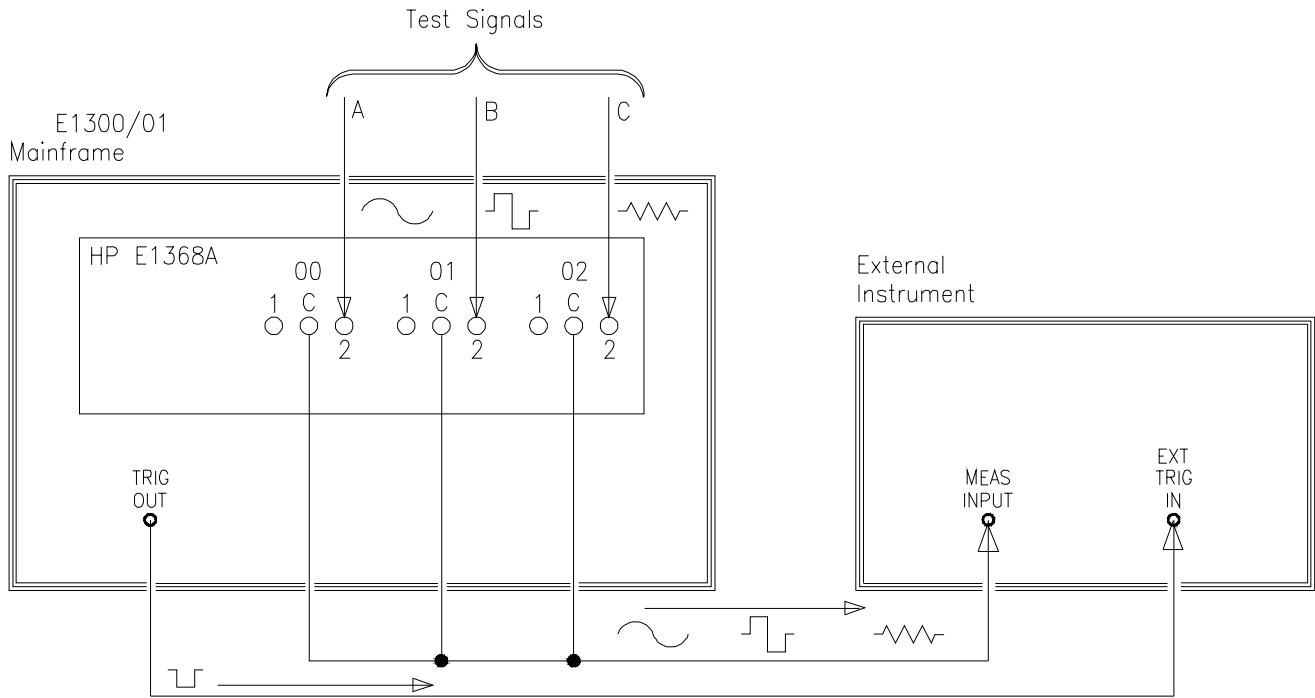 Test Signals
A B C
E1300/01
Mainframe
HP E1368A
00 01 02
1 C 1 C 1 C
2 2 2
TRIG
OUT
External
Instrument
MEAS
INPUT
EXT
TRIG
IN